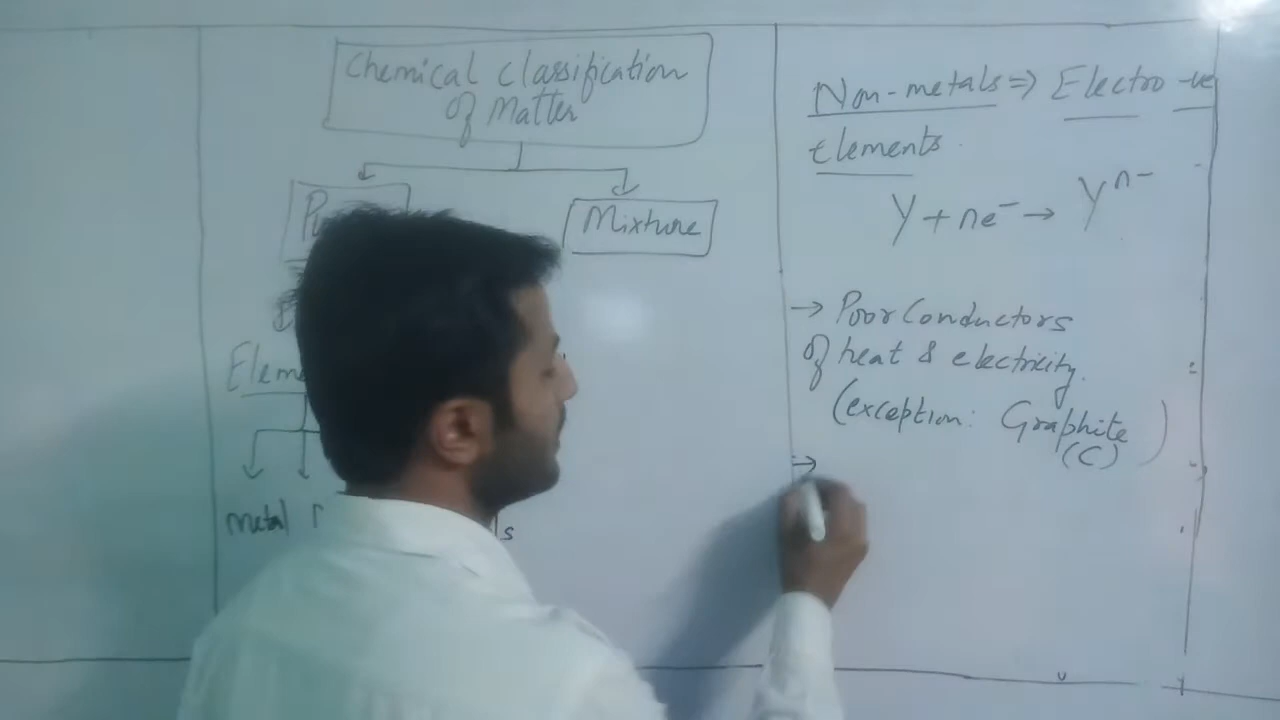 Chemical Classification
of Matter
Mixture
Metal
Non-metals ⇒ Electro -ve
Elements.
Y + ne⁻ → Yⁿ⁻
→ Poor Conductors
of heat & electricity.
(exception: Graphite
(C) )
→